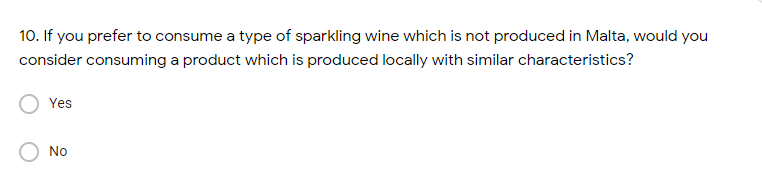 10. If you prefer to consume a type of sparkling wine which is not produced in Malta, would you
consider consuming a product which is produced locally with similar characteristics?
Yes
No